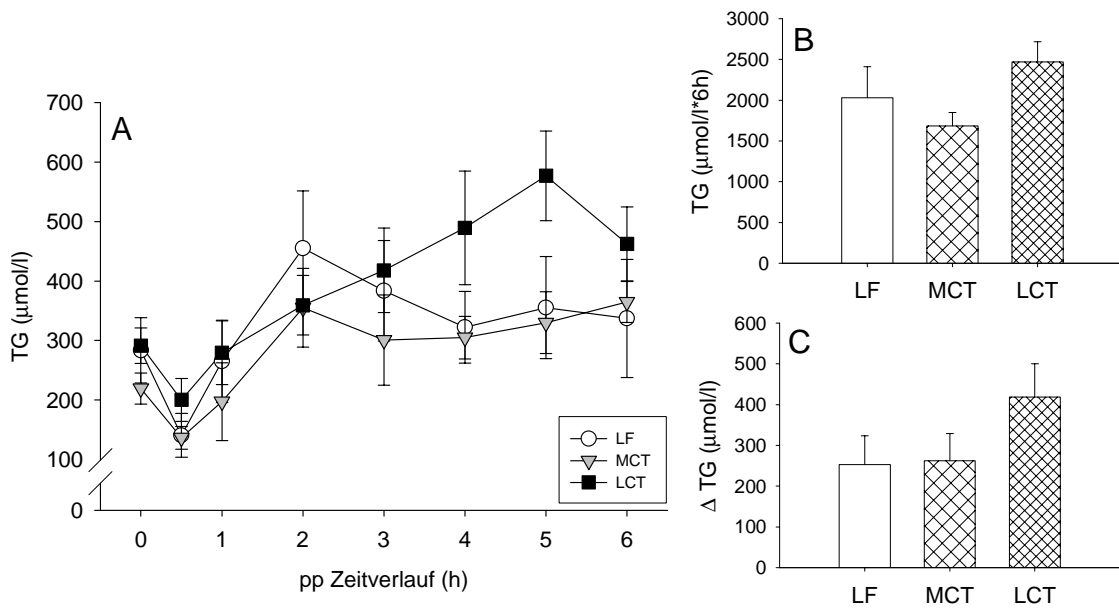 A
TG (µmol/l)
700
600
500
400
300
200
100
0
0 1 2 3 4 5 6
pp Zeitverlauf (h)
LF
MCT
LCT
B
TG (µmol/l*6h)
3000
2500
2000
1500
1000
500
0
LF MCT LCT
C
Δ TG (µmol/l)
600
500
400
300
200
100
0
LF MCT LCT